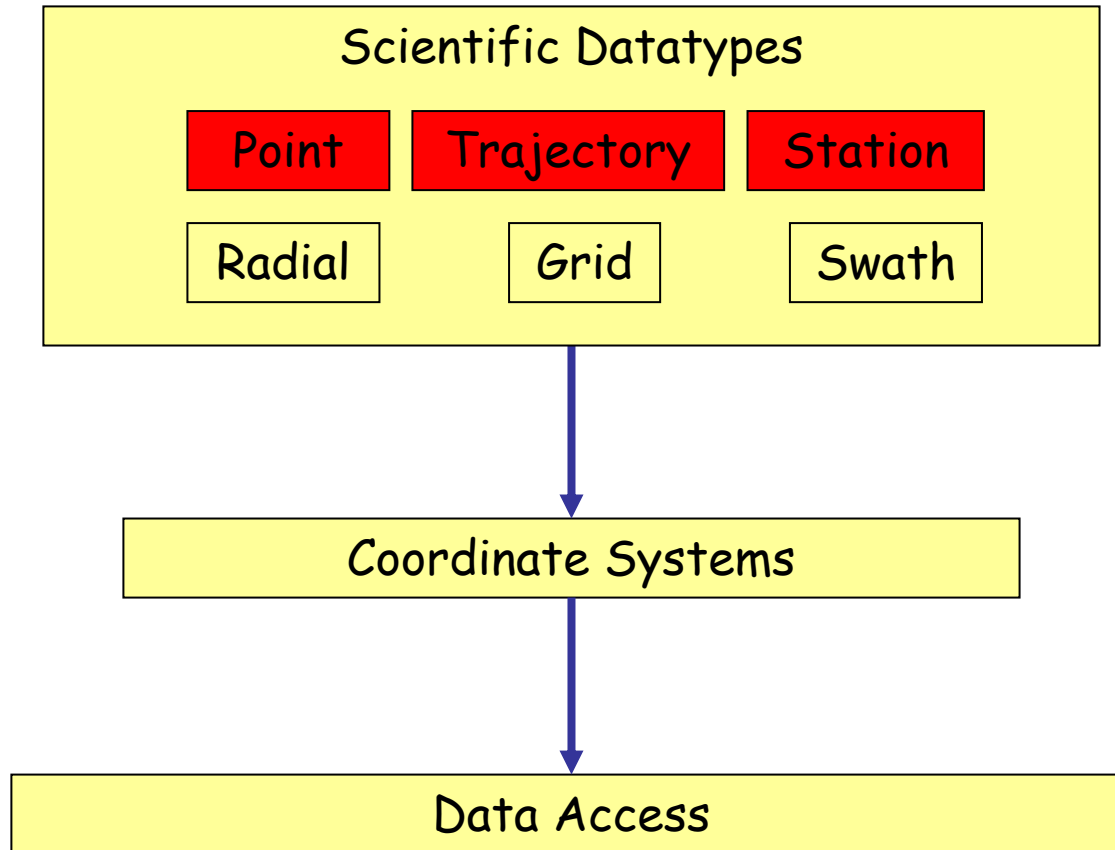 Scientific Datatypes
Point Trajectory Station
Radial Grid Swath
Coordinate Systems
Data Access